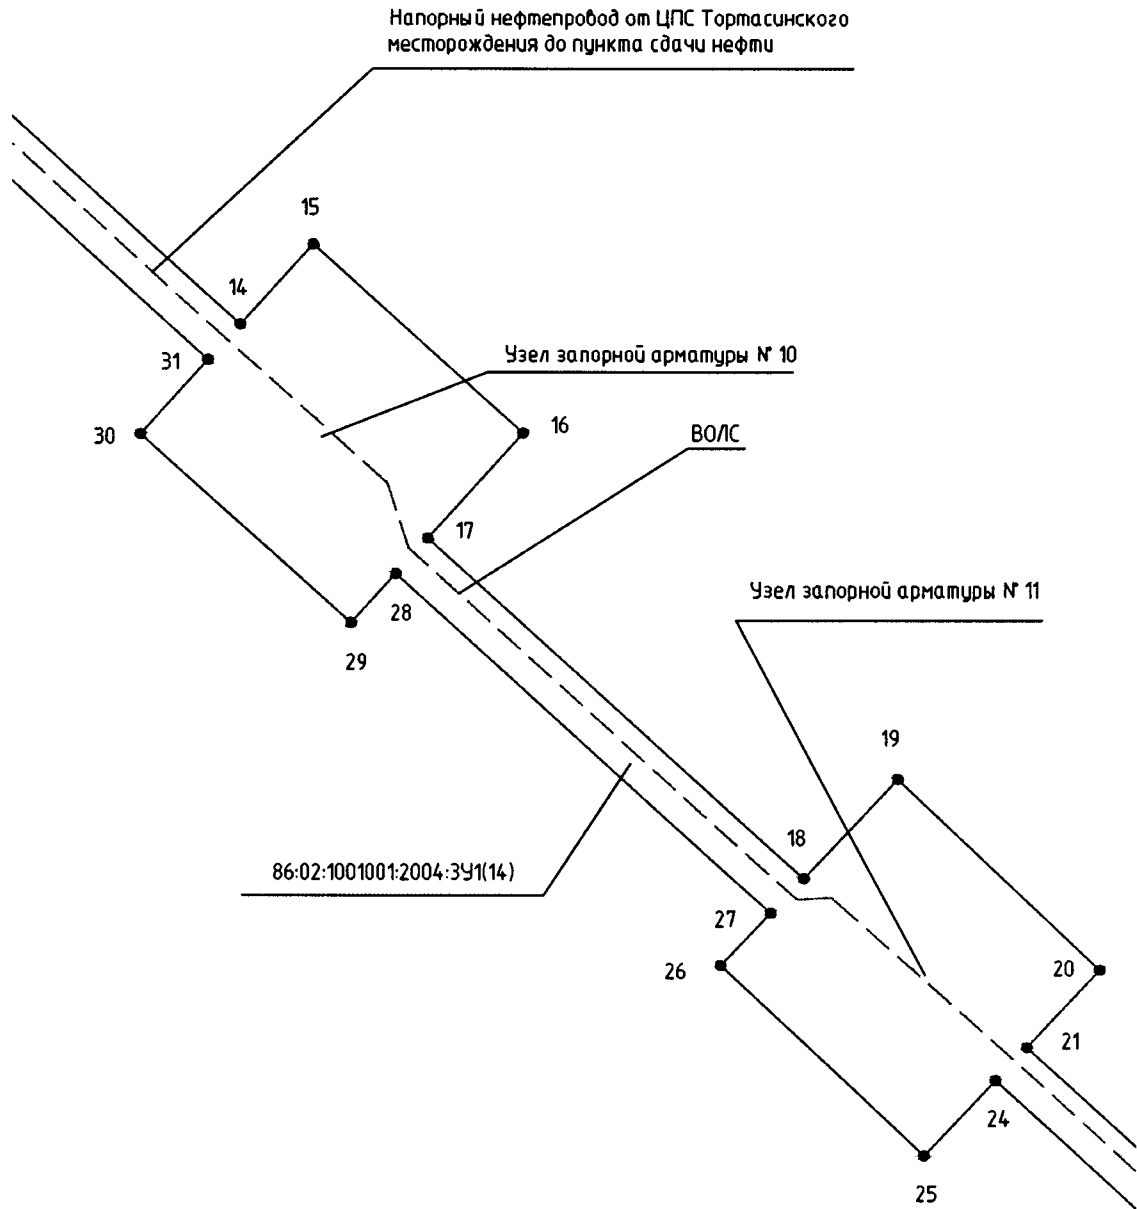 Напорный нефтепровод от ЦПС Тортасинского
месторождения до пункта сдачи нефти
15
14
31
Узел запорной арматуры № 10
30
16
ВОЛС
17
28
Узел запорной арматуры № 11
29
19
18
86:02:1001001:2004:ЗУ1(14)
27
26
20
21
24
25